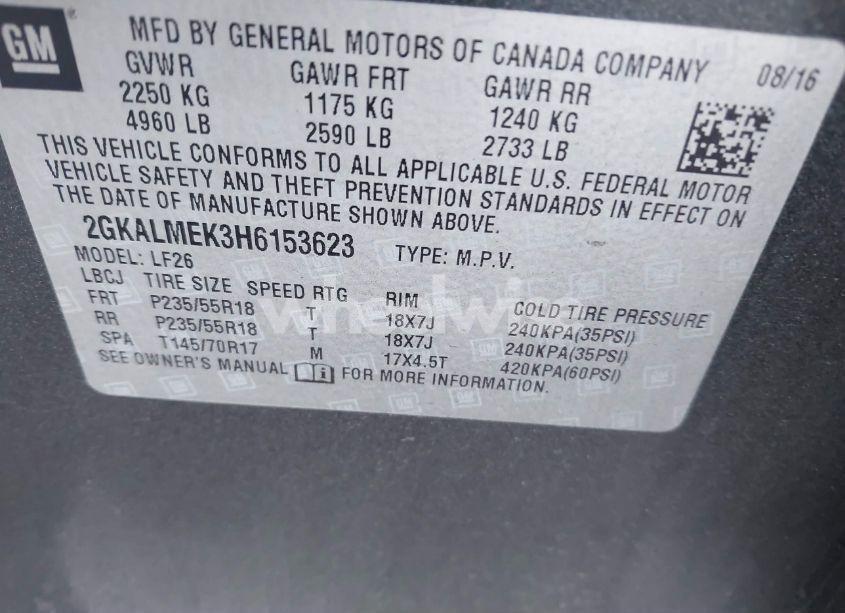 GM
MFD BY GENERAL MOTORS OF CANADA COMPANY 08/16
GVWR GAWR FRT GAWR RR
2250 KG 1175 KG 1240 KG
4960 LB 2590 LB 2733 LB
THIS VEHICLE CONFORMS TO ALL APPLICABLE U.S. FEDERAL MOTOR
VEHICLE SAFETY AND THEFT PREVENTION STANDARDS IN EFFECT ON
THE DATE OF MANUFACTURE SHOWN ABOVE.
2GKALMEK3H6153623 TYPE: M.P.V.
MODEL: LF26
LBCJ TIRE SIZE SPEED RTG RIM COLD TIRE PRESSURE
FRT P235/55R18 T 18X7J 240KPA(35PSI)
RR P235/55R18 T 18X7J 240KPA(35PSI)
SPA T145/70R17 M 17X4.5T 420KPA(60PSI)
SEE OWNER'S MANUAL i FOR MORE INFORMATION.